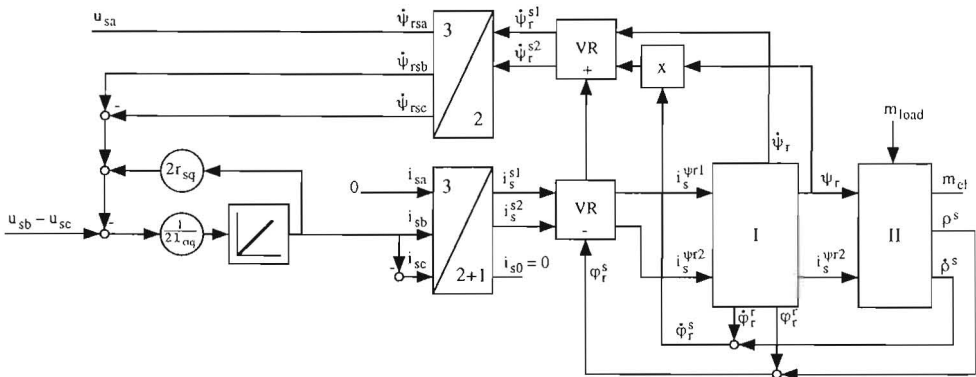 u_sa
ψ̇_rsa
3
ψ̇_r^s1
VR
+
ψ̇_r^s2
x
ψ̇_rsb
-
ψ̇_rsc
2
m_load
ψ̇_r
2r_sq
0
i_sa
3
i_s^s1
VR
-
i_s^ψr1
ψ_r
m_el
u_sb − u_sc
-
i_sb
i_s^s2
I
II
ρ^s
-
i_sc
2+1
i_s0 = 0
φ_r^s
i_s^ψr2
i_s^ψr2
ρ̇^s
φ̇_r^s
φ̇_r^r
φ_r^r